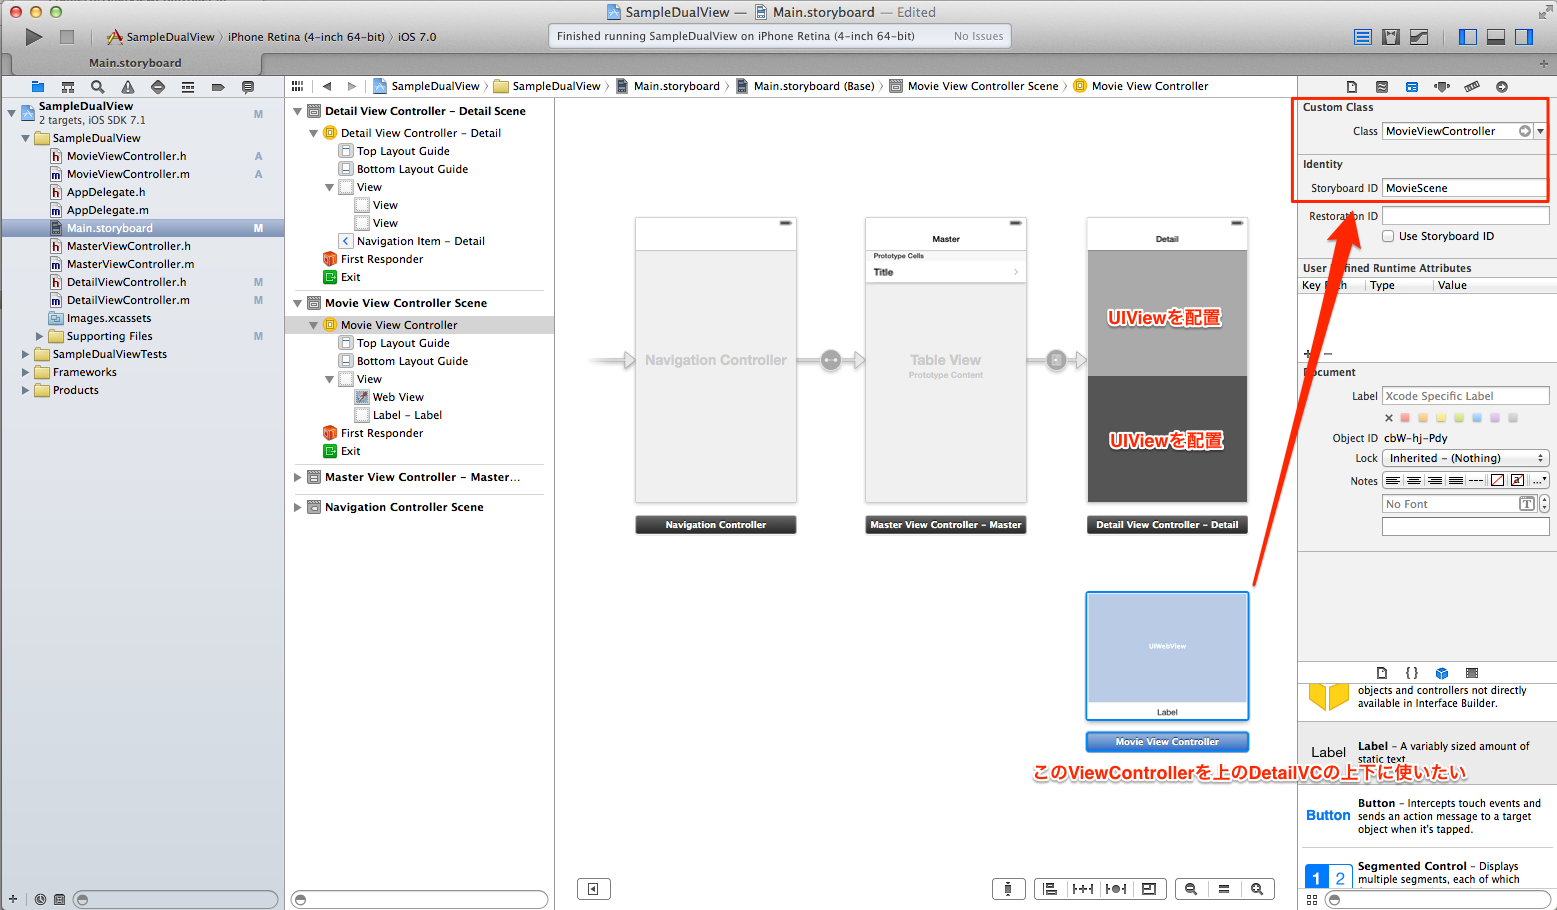 SampleDualView — Main.storyboard — Edited
SampleDualView 〉 iPhone Retina (4-inch 64-bit) 〉 iOS 7.0
Finished running SampleDualView on iPhone Retina (4-inch 64-bit)
No Issues
Main.storyboard
SampleDualView 〉 SampleDualView 〉 Main.storyboard 〉 Main.storyboard (Base) 〉 Movie View Controller Scene 〉 Movie View Controller
SampleDualView
2 targets, iOS SDK 7.1
M
SampleDualView
MovieViewController.h A
MovieViewController.m A
AppDelegate.h
AppDelegate.m
Main.storyboard M
MasterViewController.h
MasterViewController.m
DetailViewController.h M
DetailViewController.m M
Images.xcassets
Supporting Files M
SampleDualViewTests
Frameworks
Products
Detail View Controller – Detail Scene
Detail View Controller – Detail
Top Layout Guide
Bottom Layout Guide
View
View
View
Navigation Item – Detail
First Responder
Exit
Movie View Controller Scene
Movie View Controller
Top Layout Guide
Bottom Layout Guide
View
Web View
Label – Label
First Responder
Exit
Master View Controller – Master...
Navigation Controller Scene
Navigation Controller
Navigation Controller
Master
Prototype Cells
Title
Table View
Prototype Content
Master View Controller – Master
Detail
UIViewを配置
UIViewを配置
Detail View Controller – Detail
UIWebView
Label
Movie View Controller
このViewControllerを上のDetailVCの上下に使いたい
Custom Class
Class MovieViewController
Identity
Storyboard ID MovieScene
Restoration ID
Use Storyboard ID
User Defined Runtime Attributes
Key Path Type Value
Document
Label Xcode Specific Label
Object ID cbW-hj-Pdy
Lock Inherited – (Nothing)
Notes
No Font
objects and controllers not directly
available in Interface Builder.
Label
Label – A variably sized amount of
static text.
Button
Button – Intercepts touch events and
sends an action message to a target
object when it's tapped.
1 2
Segmented Control – Displays
multiple segments, each of which